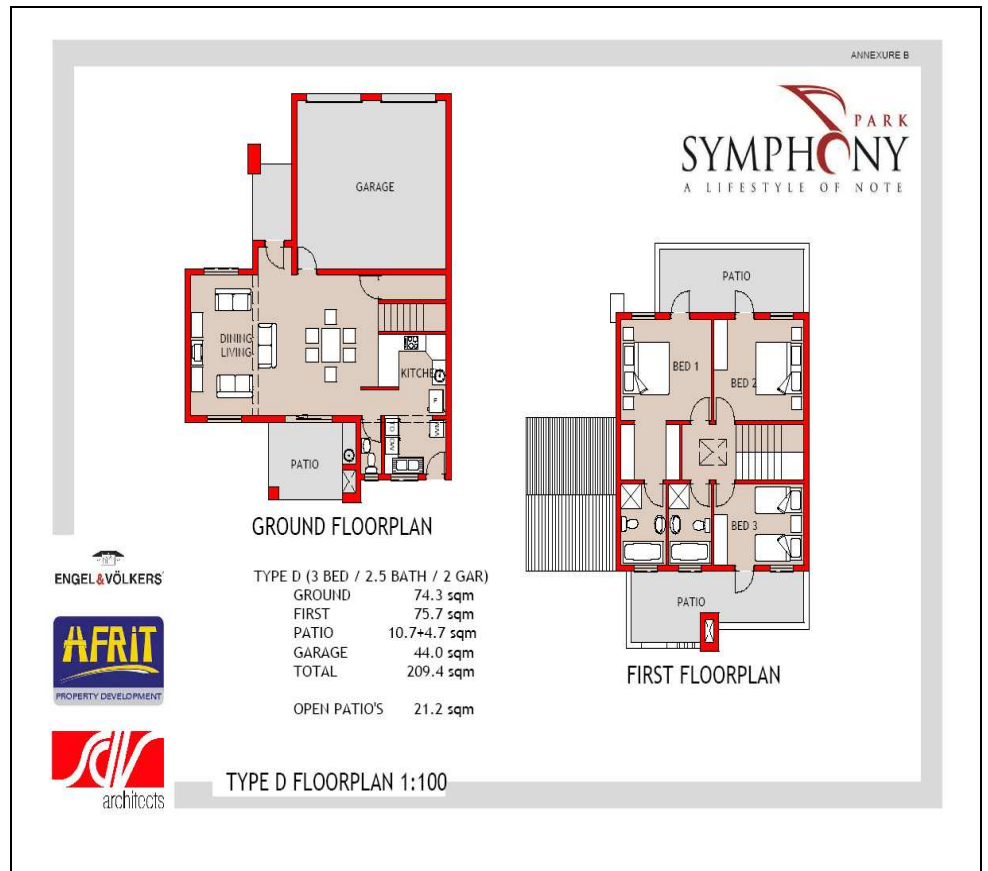 ANNEXURE B
PARK
SYMPHONY
A LIFESTYLE OF NOTE
GARAGE
DINING
LIVING
KITCHE
F
PATIO
GROUND FLOORPLAN
PATIO
BED 1
BED 2
BED 3
PATIO
FIRST FLOORPLAN
ENGEL&VÖLKERS
AFRiT
PROPERTY DEVELOPMENT
sdv
architects
TYPE D (3 BED / 2.5 BATH / 2 GAR)
GROUND 74.3 sqm
FIRST 75.7 sqm
PATIO 10.7+4.7 sqm
GARAGE 44.0 sqm
TOTAL 209.4 sqm
OPEN PATIO'S 21.2 sqm
TYPE D FLOORPLAN 1:100